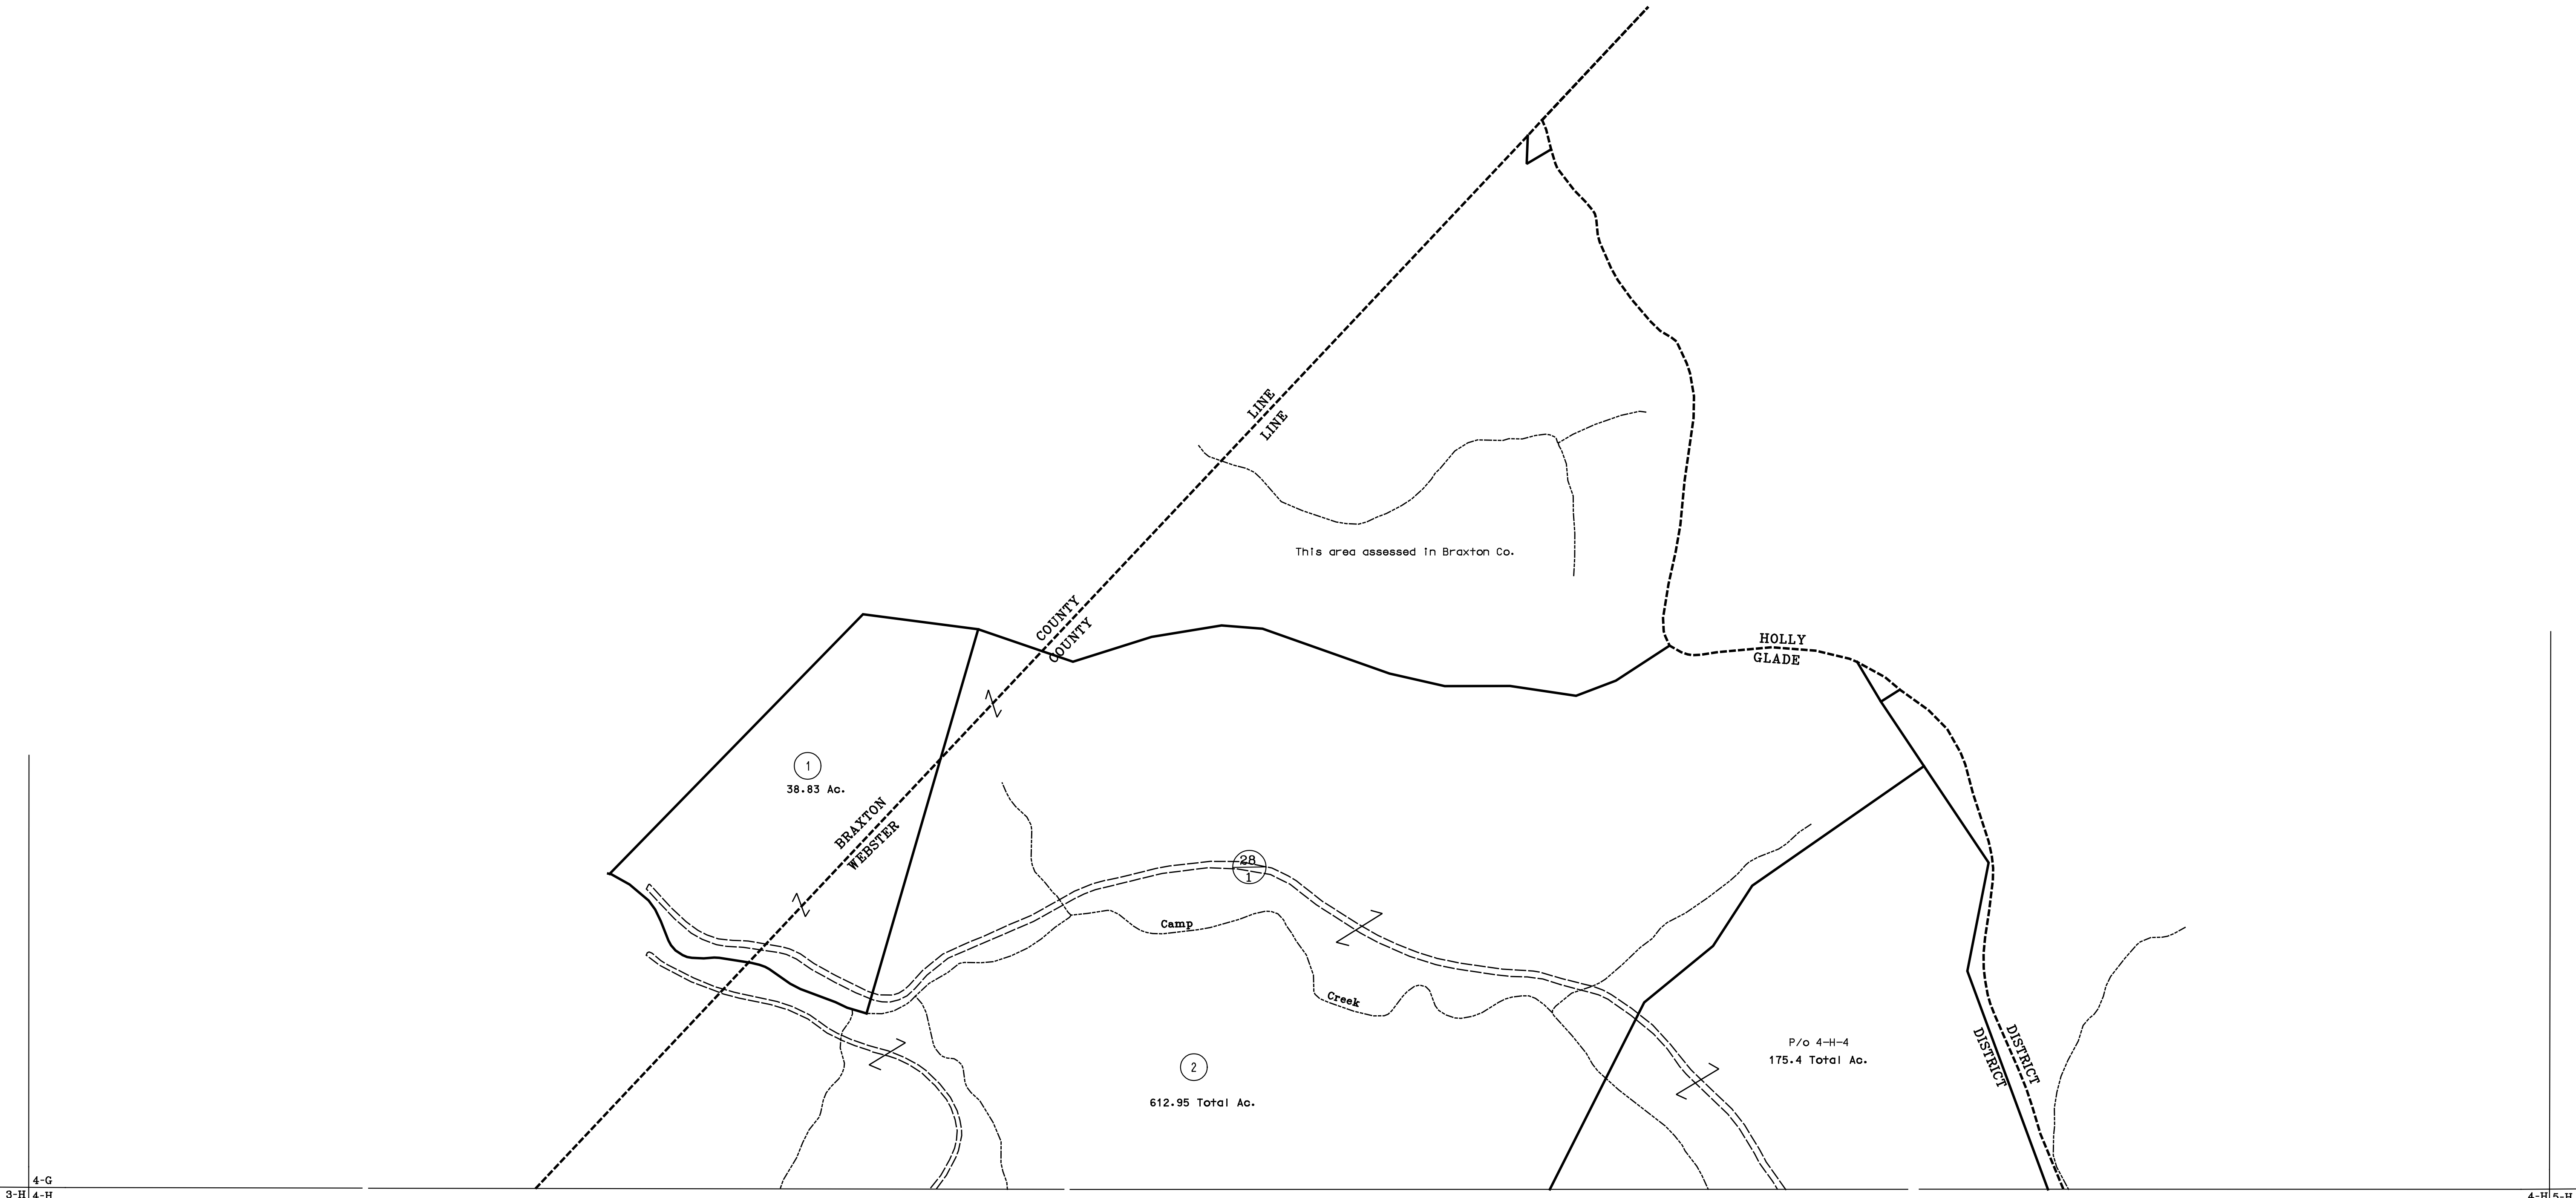 LINE
LINE
This area assessed in Braxton Co.
COUNTY
COUNTY
HOLLY
GLADE
1
38.83 Ac.
BRAXTON
WEBSTER
28
1
Camp
Creek
DISTRICT
DISTRICT
P/o 4-H-4
175.4 Total Ac.
2
612.95 Total Ac.
4-G
3-H 4-H
4-H 5-H